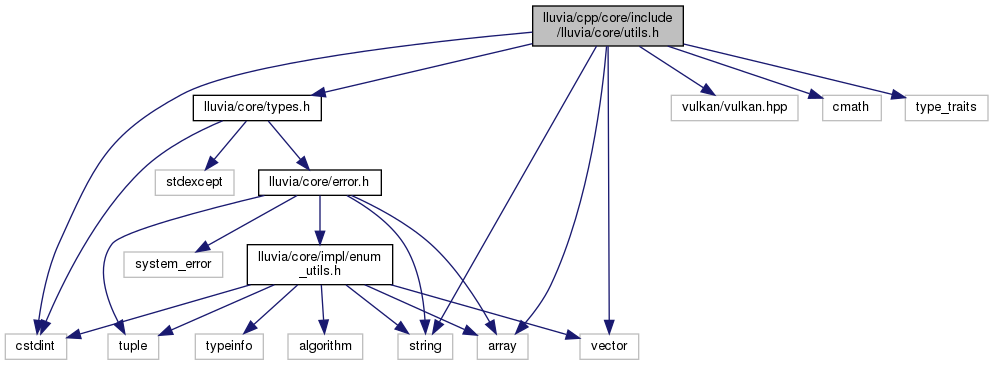 lluvia/cpp/core/include
/lluvia/core/utils.h
lluvia/core/types.h
vulkan/vulkan.hpp
cmath
type_traits
stdexcept
lluvia/core/error.h
system_error
lluvia/core/impl/enum
_utils.h
cstdint
tuple
typeinfo
algorithm
string
array
vector